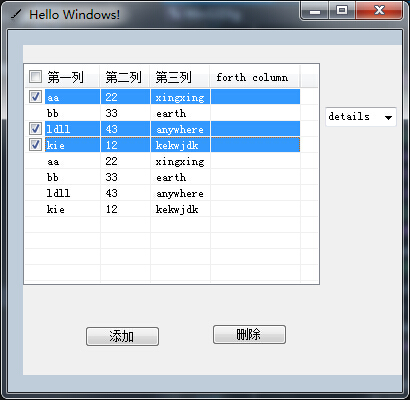 Hello Windows!
第一列 第二列 第三列 forth column
aa 22 xingxing
bb 33 earth
ldll 43 anywhere
kie 12 kekwjdk
aa 22 xingxing
bb 33 earth
ldll 43 anywhere
kie 12 kekwjdk
details
添加 删除